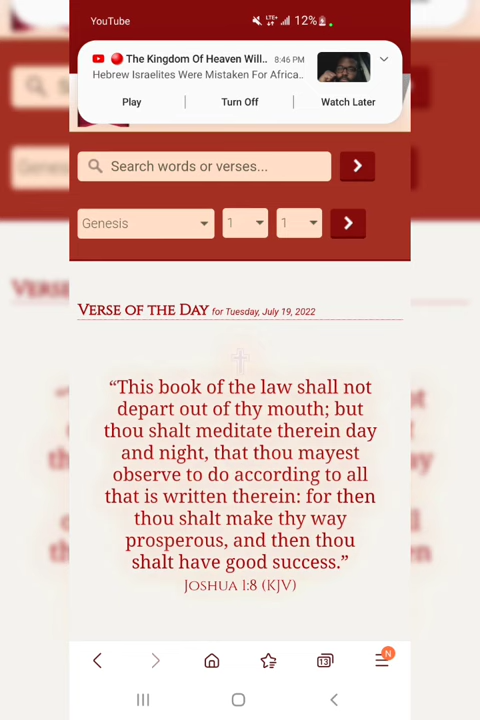 YouTube
LTE+ 12%
The Kingdom Of Heaven Will.. 8:46 PM
Hebrew Israelites Were Mistaken For Africa..
Play | Turn Off | Watch Later
Search words or verses...
Genesis 1 1
VERSE OF THE DAY for Tuesday, July 19, 2022
“This book of the law shall not
depart out of thy mouth; but
thou shalt meditate therein day
and night, that thou mayest
observe to do according to all
that is written therein: for then
thou shalt make thy way
prosperous, and then thou
shalt have good success.”
JOSHUA 1:8 (KJV)
13
N